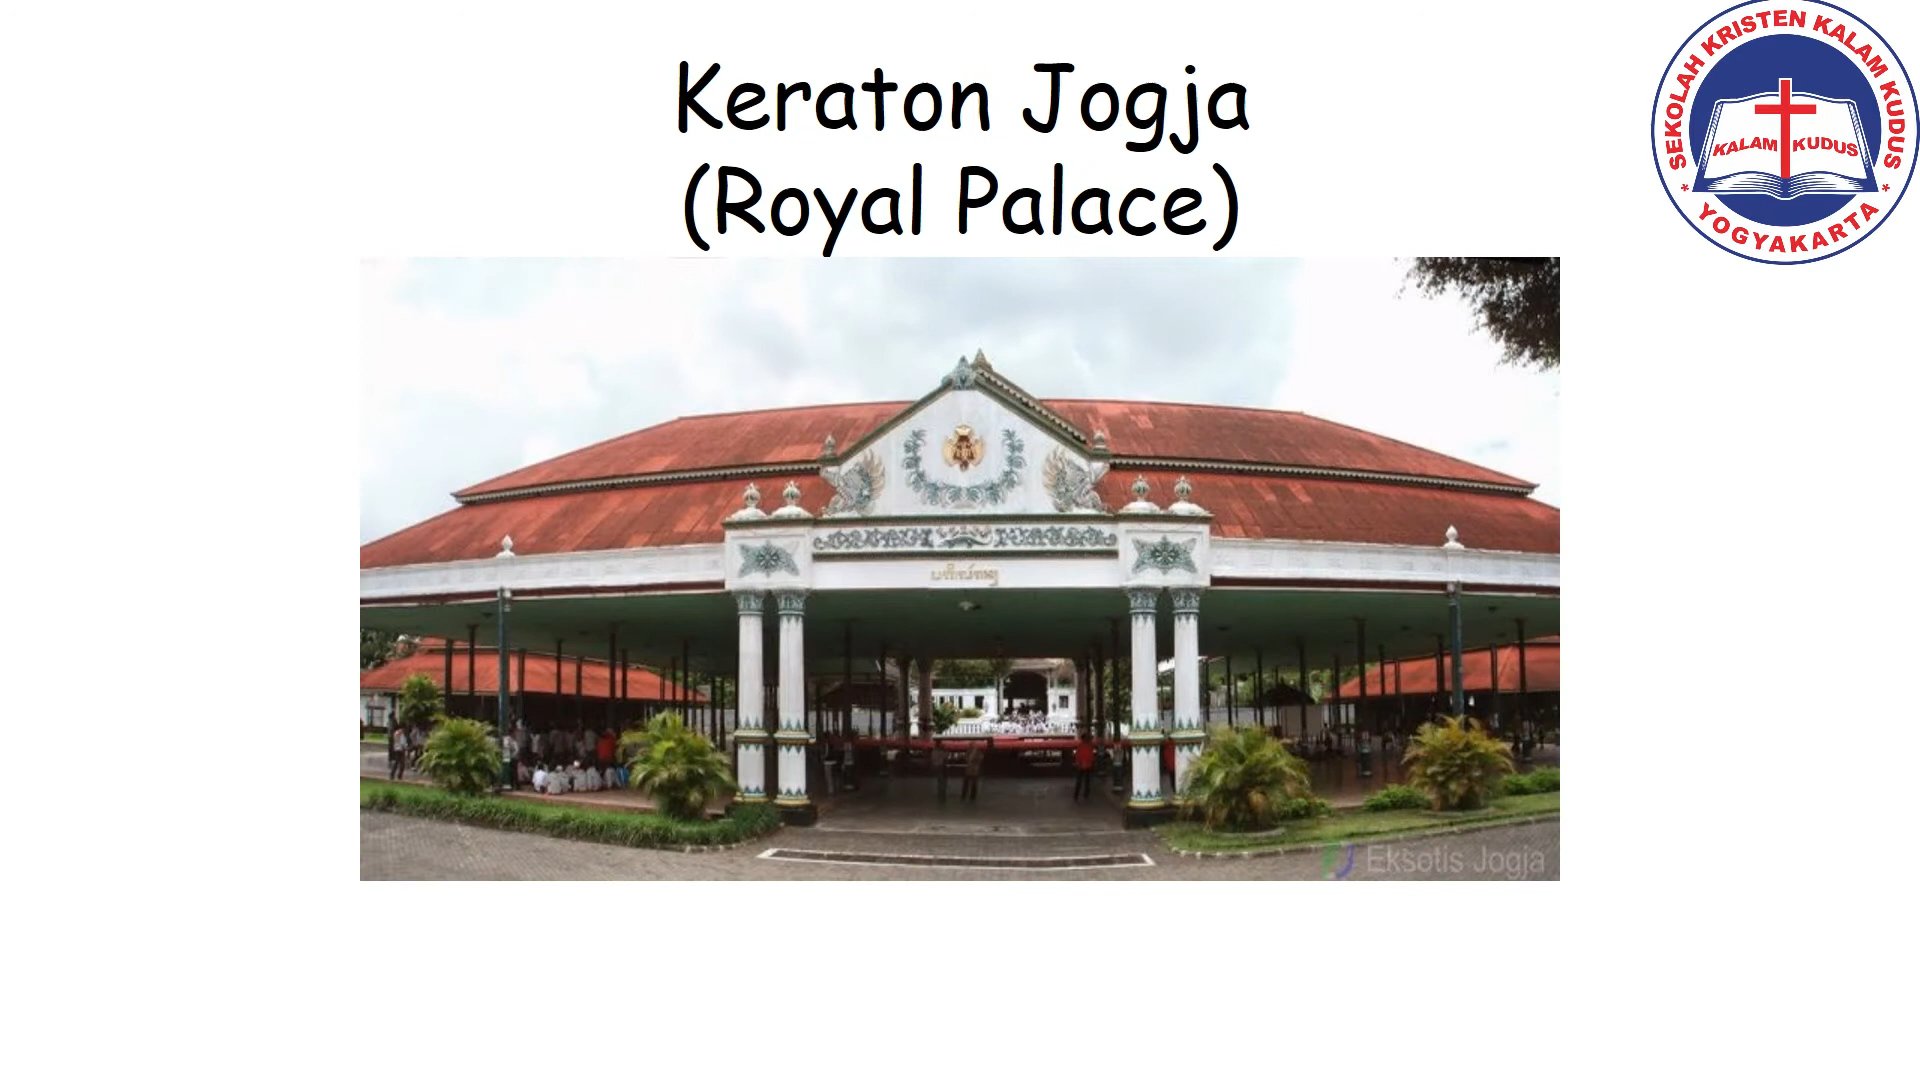 Keraton Jogja
(Royal Palace)
SEKOLAH KRISTEN KALAM KUDUS
KALAM KUDUS
* YOGYAKARTA *
Eksotis Jogja